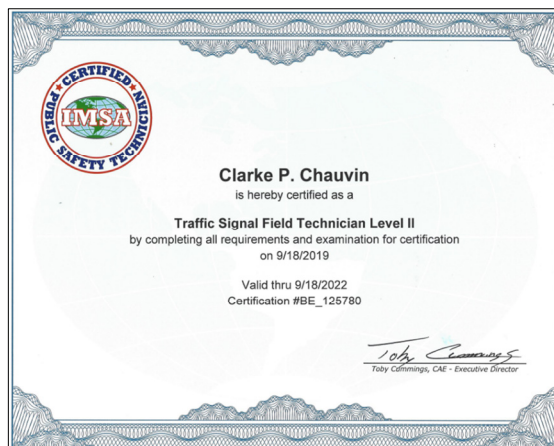 CERTIFIED
PUBLIC SAFETY TECHNICIAN
IMSA
Clarke P. Chauvin
is hereby certified as a
Traffic Signal Field Technician Level II
by completing all requirements and examination for certification
on 9/18/2019
Valid thru 9/18/2022
Certification #BE_125780
Toby Cummings
Toby Cummings, CAE - Executive Director